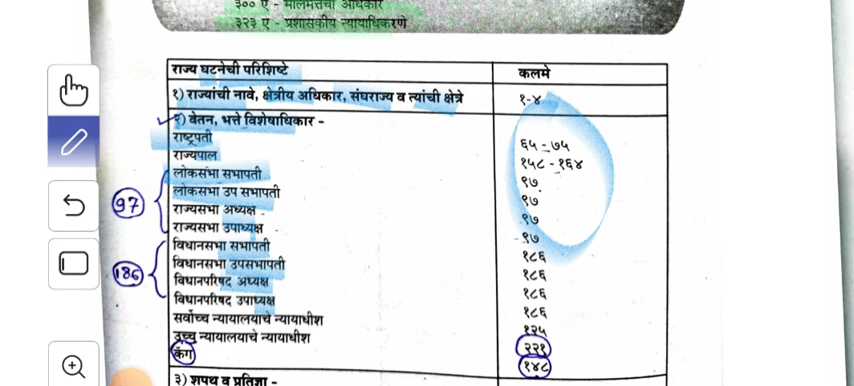 ३०० ए - मालमत्तेचा अधिकार
३२३ ए - प्रशासकीय न्यायाधिकरणे
राज्य घटनेची परिशिष्टे कलमे
१) राज्यांची नावे, क्षेत्रीय अधिकार, संघराज्य व त्यांची क्षेत्रे १-४
२) वेतन, भत्ते विशेषाधिकार -
राष्ट्रपती ६५ - ७५
राज्यपाल १५८ - १६४
लोकसभा सभापती ९७
लोकसभा उप सभापती ९७
97 राज्यसभा अध्यक्ष - ९७
राज्यसभा उपाध्यक्ष ९७
विधानसभा सभापती १८६
विधानसभा उपसभापती १८६
186 विधानपरिषद अध्यक्ष १८६
विधानपरिषद उपाध्यक्ष १८६
सर्वोच्च न्यायालयाचे न्यायाधीश १२५
उच्च न्यायालयाचे न्यायाधीश २२१
कॅग १४८
३) शपथ व प्रतिज्ञा -